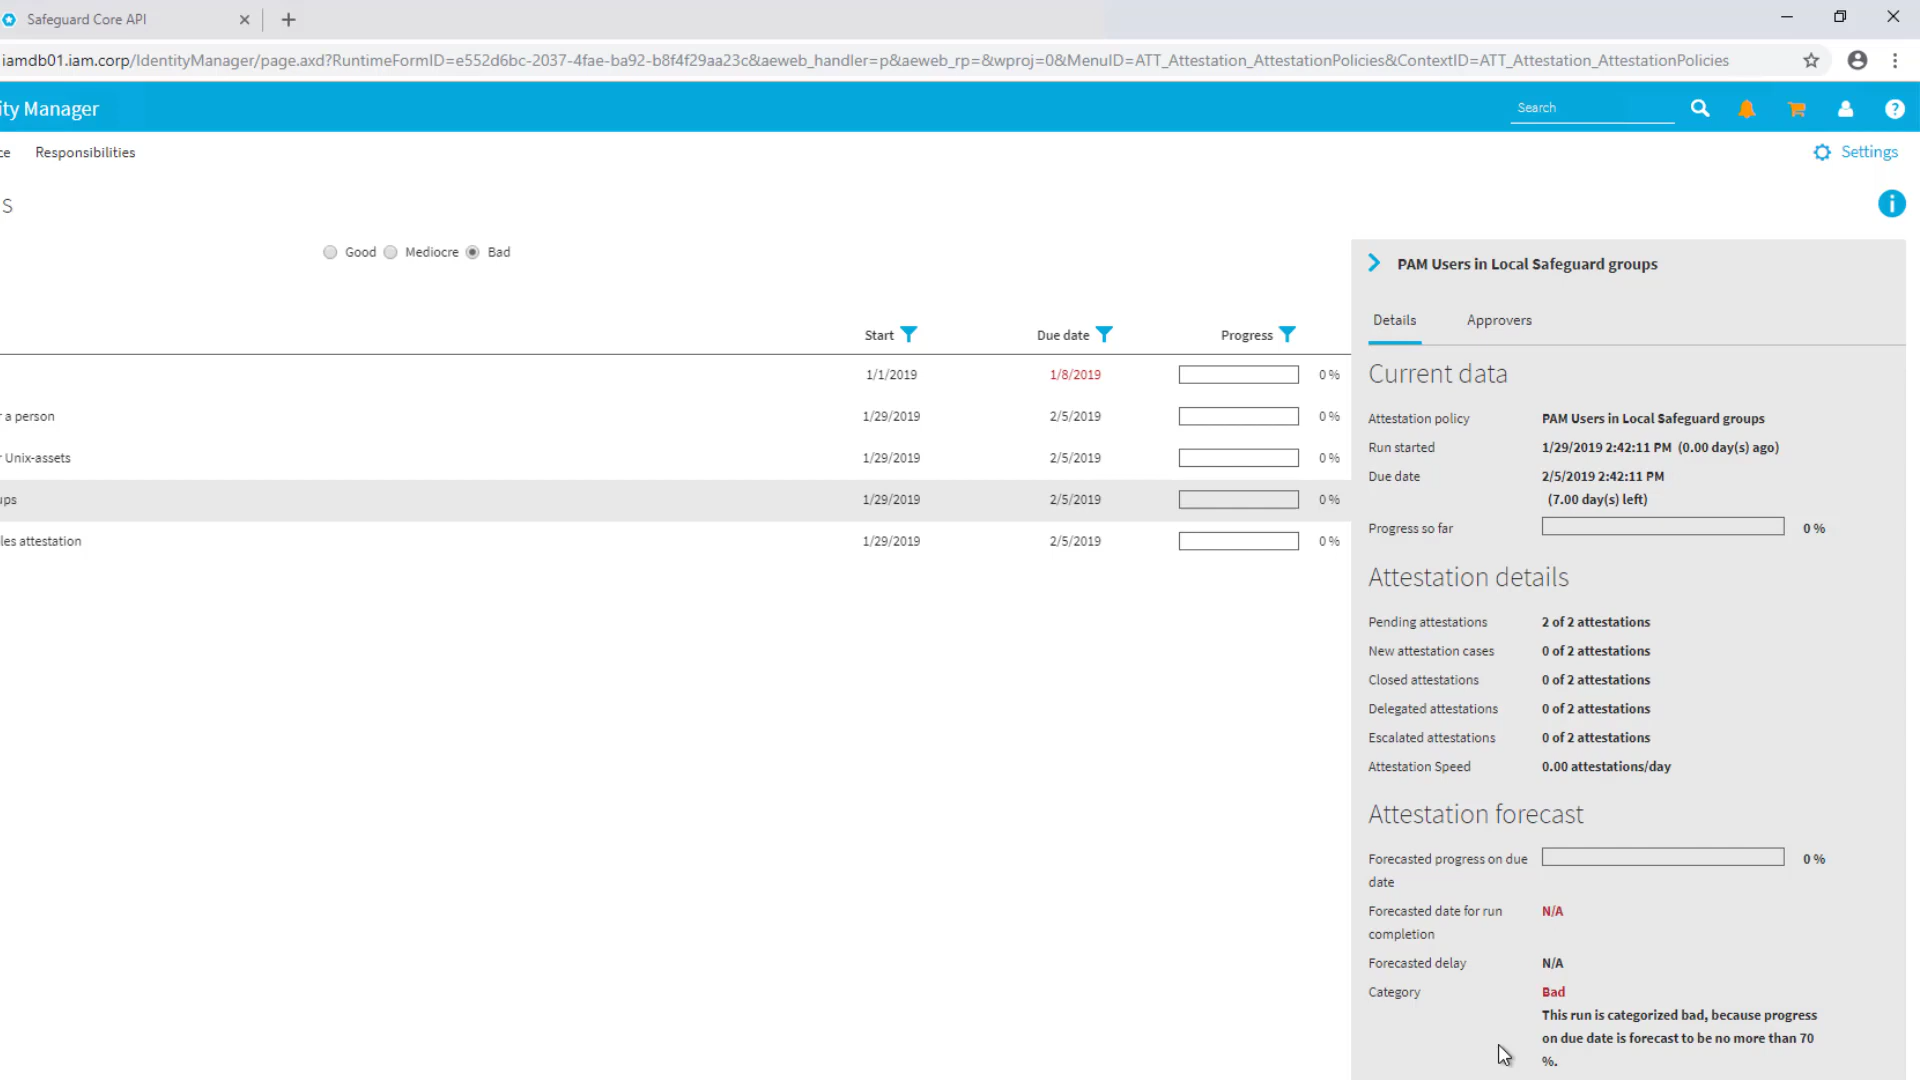 Safeguard Core API
iamdb01.iam.corp/IdentityManager/page.axd?RuntimeFormID=e552d6bc-2037-4fae-ba92-b8f4f29aa23c&aeweb_handler=p&aeweb_rp=&wproj=0&MenuID=ATT_Attestation_AttestationPolicies&ContextID=ATT_Attestation_AttestationPolicies
ity Manager
Search
ce Responsibilities
Settings
s
Good Mediocre Bad
Start Due date Progress
1/1/2019 1/8/2019 0 %
r a person 1/29/2019 2/5/2019 0 %
r Unix-assets 1/29/2019 2/5/2019 0 %
ups 1/29/2019 2/5/2019 0 %
les attestation 1/29/2019 2/5/2019 0 %
PAM Users in Local Safeguard groups
Details Approvers
Current data
Attestation policy PAM Users in Local Safeguard groups
Run started 1/29/2019 2:42:11 PM (0.00 day(s) ago)
Due date 2/5/2019 2:42:11 PM
(7.00 day(s) left)
Progress so far 0 %
Attestation details
Pending attestations 2 of 2 attestations
New attestation cases 0 of 2 attestations
Closed attestations 0 of 2 attestations
Delegated attestations 0 of 2 attestations
Escalated attestations 0 of 2 attestations
Attestation Speed 0.00 attestations/day
Attestation forecast
Forecasted progress on due 0 %
date
Forecasted date for run N/A
completion
Forecasted delay N/A
Category Bad
This run is categorized bad, because progress
on due date is forecast to be no more than 70
%.